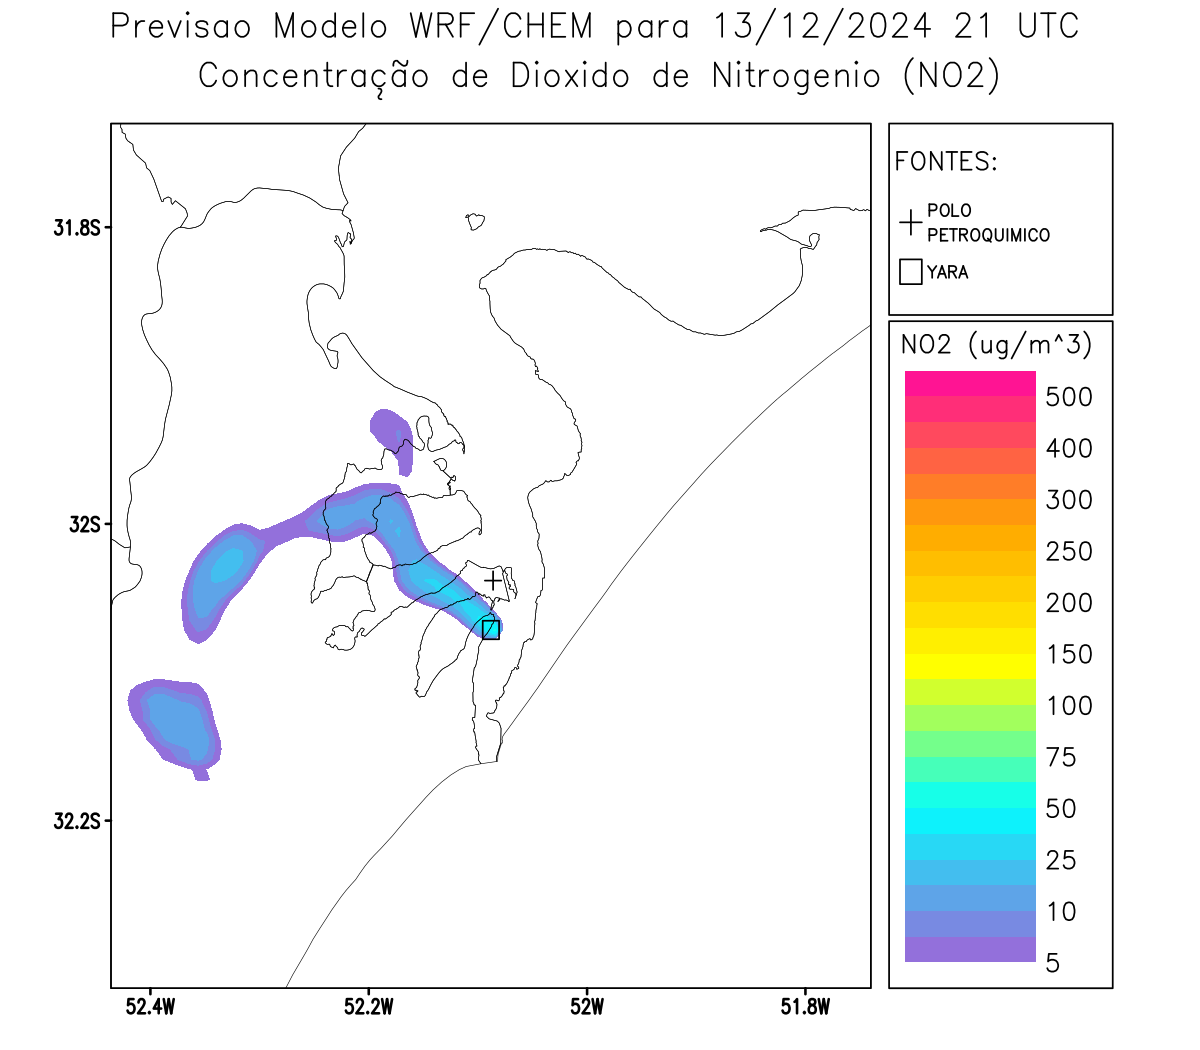 Previsao Modelo WRF/CHEM para 13/12/2024 21 UTC
Concentração de Dioxido de Nitrogenio (NO2)
FONTES:
POLO
PETROQUIMICO
YARA
31.8S
32S
32.2S
52.4W
52.2W
52W
51.8W
NO2 (ug/m^3)
500
400
300
250
200
150
100
75
50
25
10
5